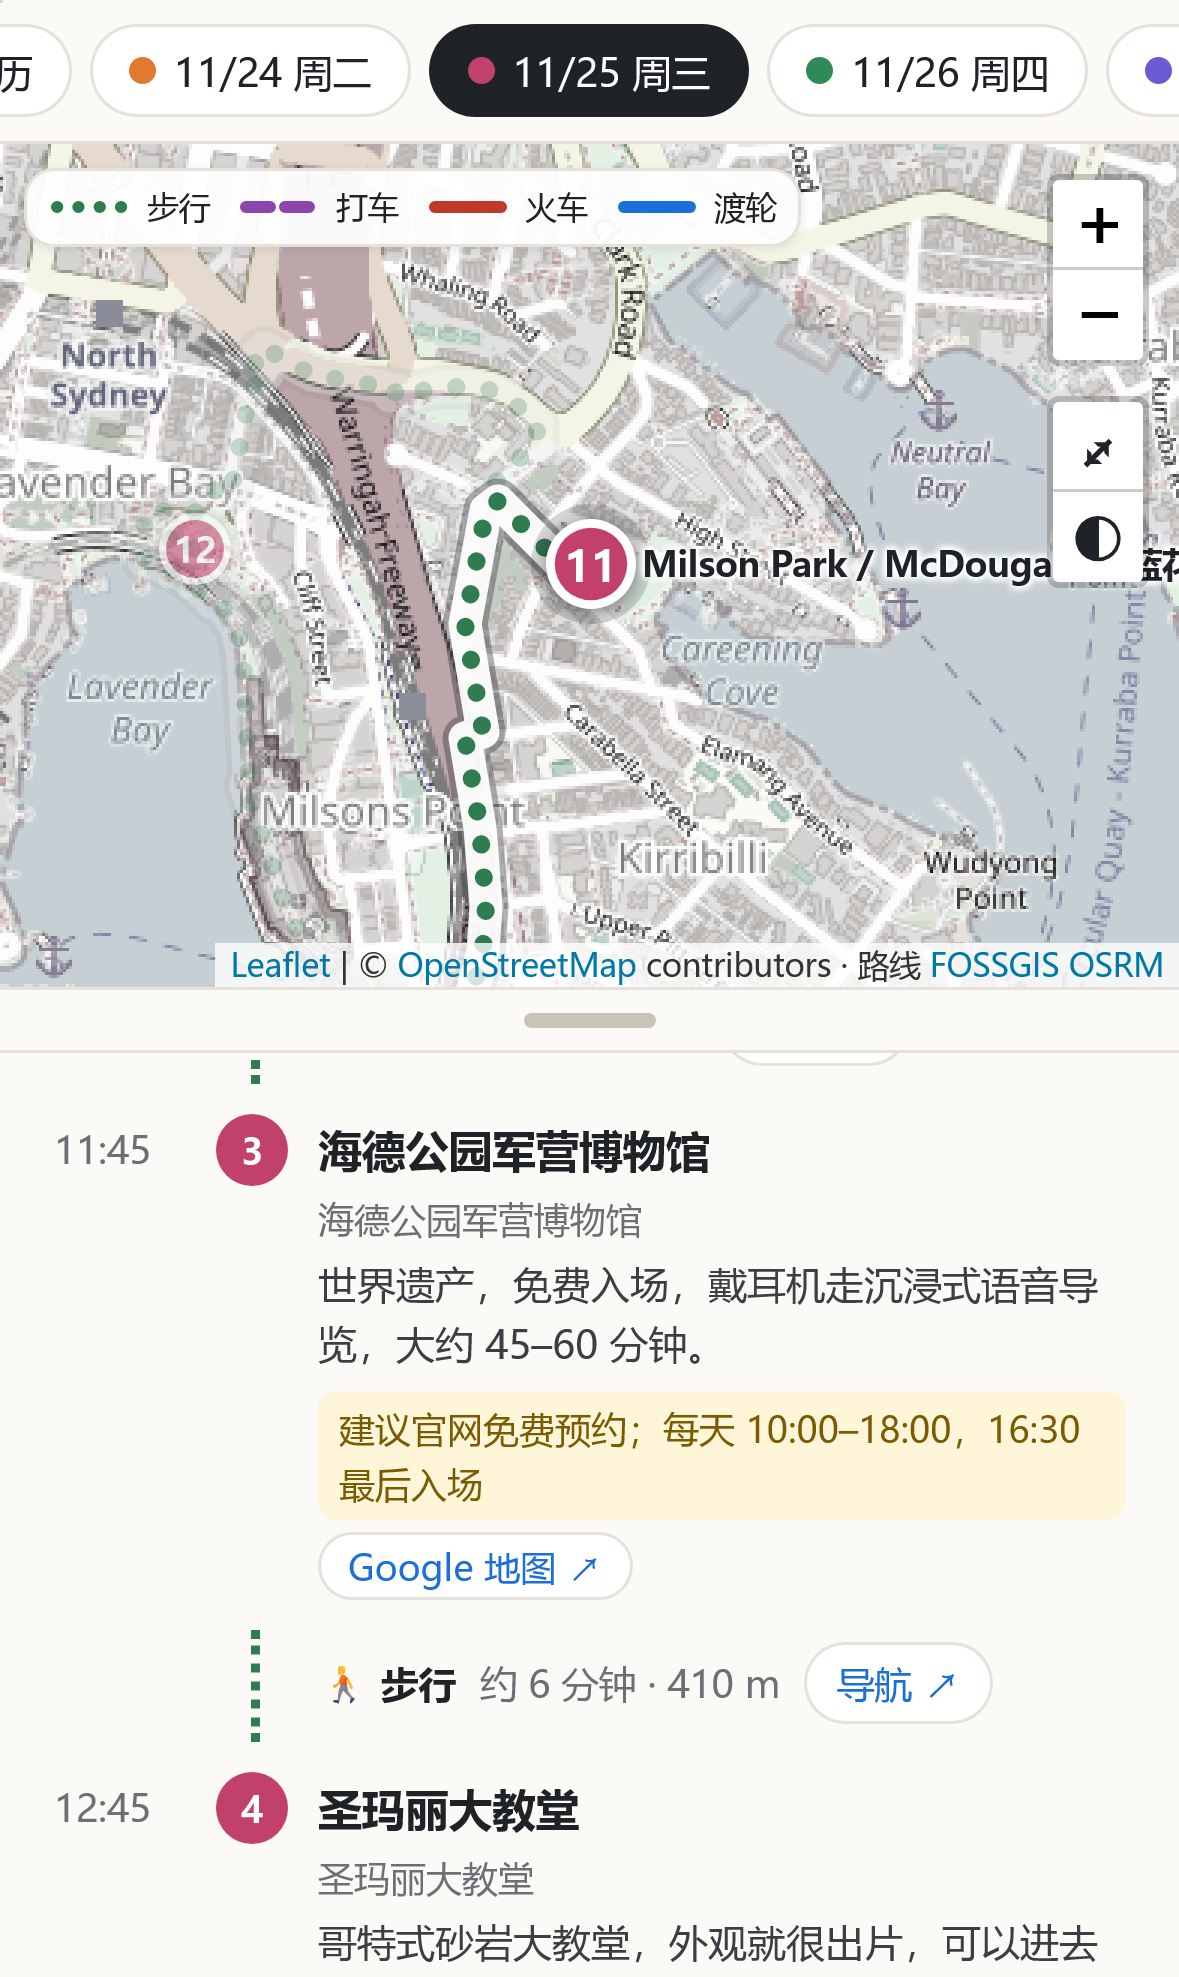 历
11/24 周二
11/25 周三
11/26 周四
步行
打车
火车
渡轮
Whaling Road
North
Sydney
Warringah Freeway
Neutral
Bay
12
11
Milson Park / McDouga
Cliff Street
Careening
Cove
Lavender
Bay
Carabella Street
Elamang Avenue
Milsons Point
Kirribilli
Wudyong
Point
Leaflet | © OpenStreetMap contributors · 路线 FOSSGIS OSRM
11:45
3
海德公园军营博物馆
海德公园军营博物馆
世界遗产，免费入场，戴耳机走沉浸式语音导
览，大约 45–60 分钟。
建议官网免费预约；每天 10:00–18:00，16:30
最后入场
Google 地图 ↗
步行 约 6 分钟 · 410 m 导航 ↗
12:45
4
圣玛丽大教堂
圣玛丽大教堂
哥特式砂岩大教堂，外观就很出片，可以进去